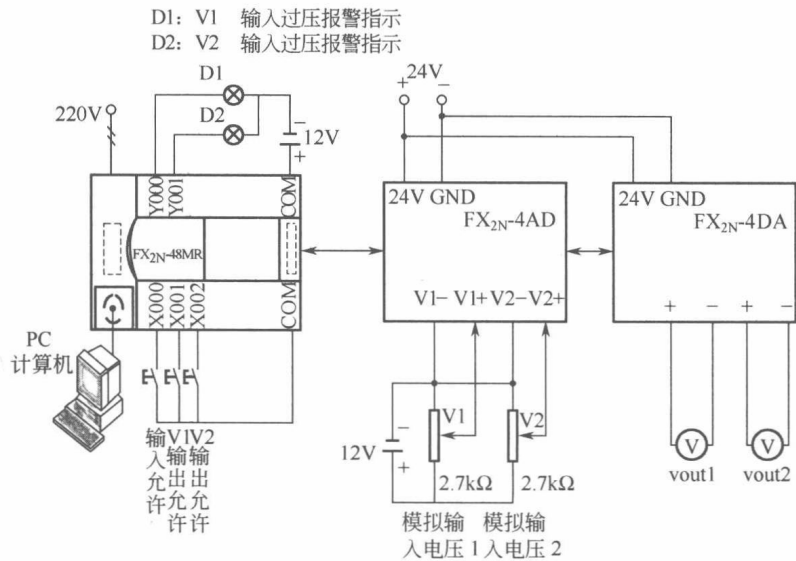 D1: V1 输入过压报警指示
D2: V2 输入过压报警指示
D1
D2
220V
12V
−
+
24V
+
−
Y000
Y001
COM
FX2N-48MR
X000
X001
X002
COM
24V GND
FX2N-4AD
V1− V1+ V2− V2+
24V GND
FX2N-4DA
+ − + −
PC
计算机
输入允许
V1输出允许
V2输出允许
12V
−
+
V1
V2
2.7kΩ
2.7kΩ
模拟输
入电压 1
模拟输
入电压 2
V
V
vout1
vout2